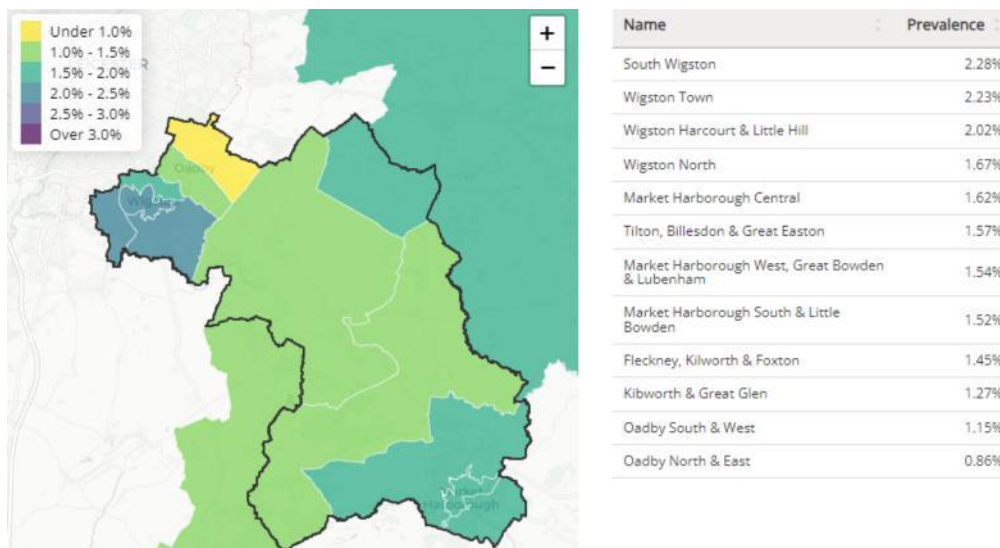 Under 1.0%
1.0% - 1.5%
1.5% - 2.0%
2.0% - 2.5%
2.5% - 3.0%
Over 3.0%
+
−
Oadby
Market
Harborough
Name Prevalence
South Wigston 2.28%
Wigston Town 2.23%
Wigston Harcourt & Little Hill 2.02%
Wigston North 1.67%
Market Harborough Central 1.62%
Tilton, Billesdon & Great Easton 1.57%
Market Harborough West, Great Bowden
& Lubenham 1.54%
Market Harborough South & Little
Bowden 1.52%
Fleckney, Kilworth & Foxton 1.45%
Kibworth & Great Glen 1.27%
Oadby South & West 1.15%
Oadby North & East 0.86%